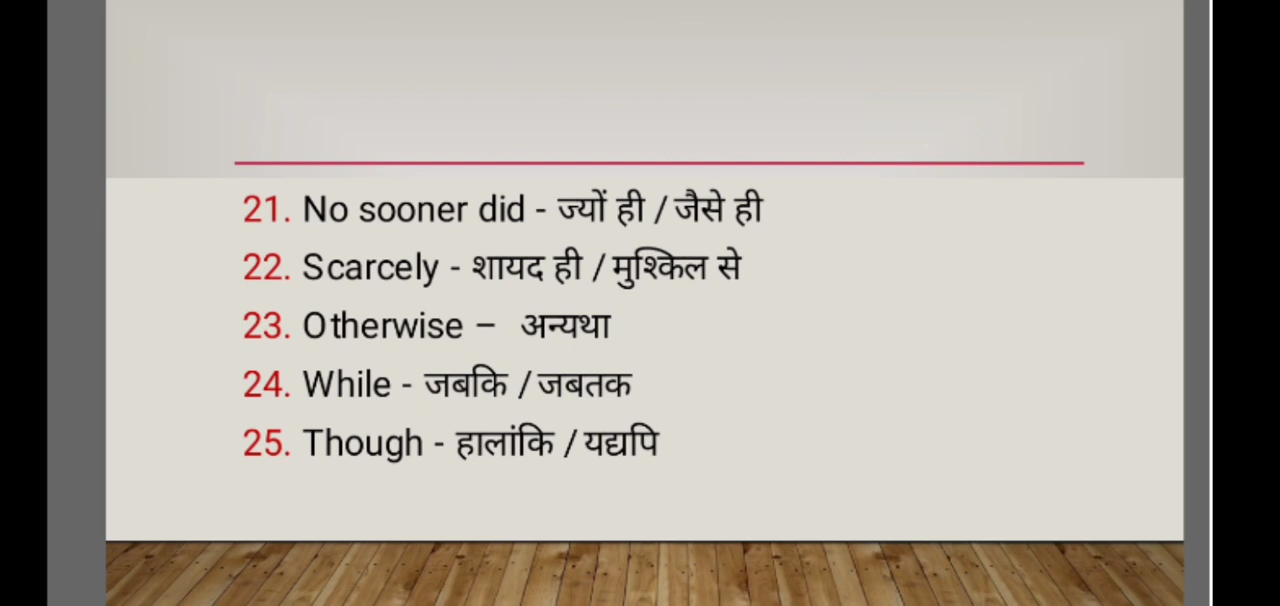 21. No sooner did - ज्यों ही / जैसे ही
22. Scarcely - शायद ही / मुश्किल से
23. Otherwise – अन्यथा
24. While - जबकि / जबतक
25. Though - हालांकि / यद्यपि